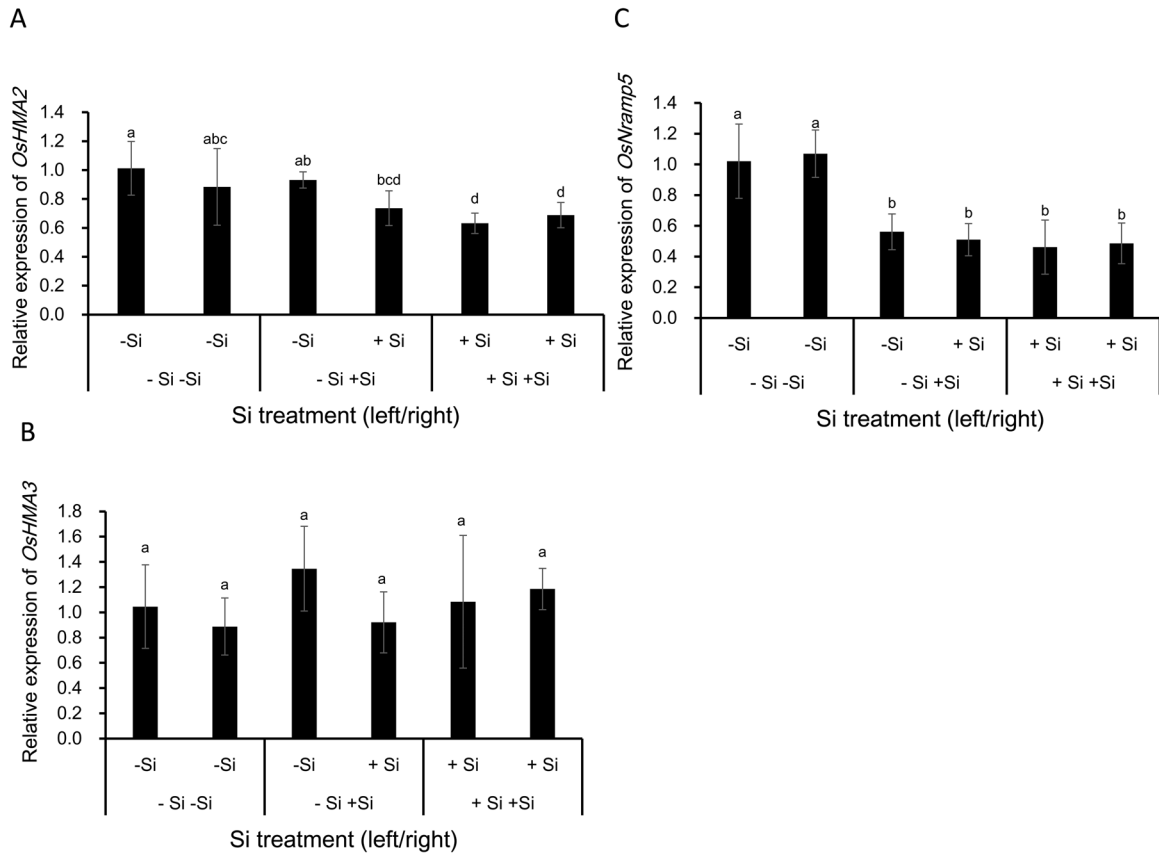 A
Relative expression of OsHMA2
1.4
1.2
1.0
0.8
0.6
0.4
0.2
0.0
a
abc
ab
bcd
d
d
-Si
-Si
-Si
+ Si
+ Si
+ Si
- Si -Si
- Si +Si
+ Si +Si
Si treatment (left/right)
B
Relative expression of OsHMA3
1.8
1.6
1.4
1.2
1.0
0.8
0.6
0.4
0.2
0.0
a
a
a
a
a
a
-Si
-Si
-Si
+ Si
+ Si
+ Si
- Si -Si
- Si +Si
+ Si +Si
Si treatment (left/right)
C
Relative expression of OsNramp5
1.4
1.2
1.0
0.8
0.6
0.4
0.2
0.0
a
a
b
b
b
b
-Si
-Si
-Si
+ Si
+ Si
+ Si
- Si -Si
- Si +Si
+ Si +Si
Si treatment (left/right)